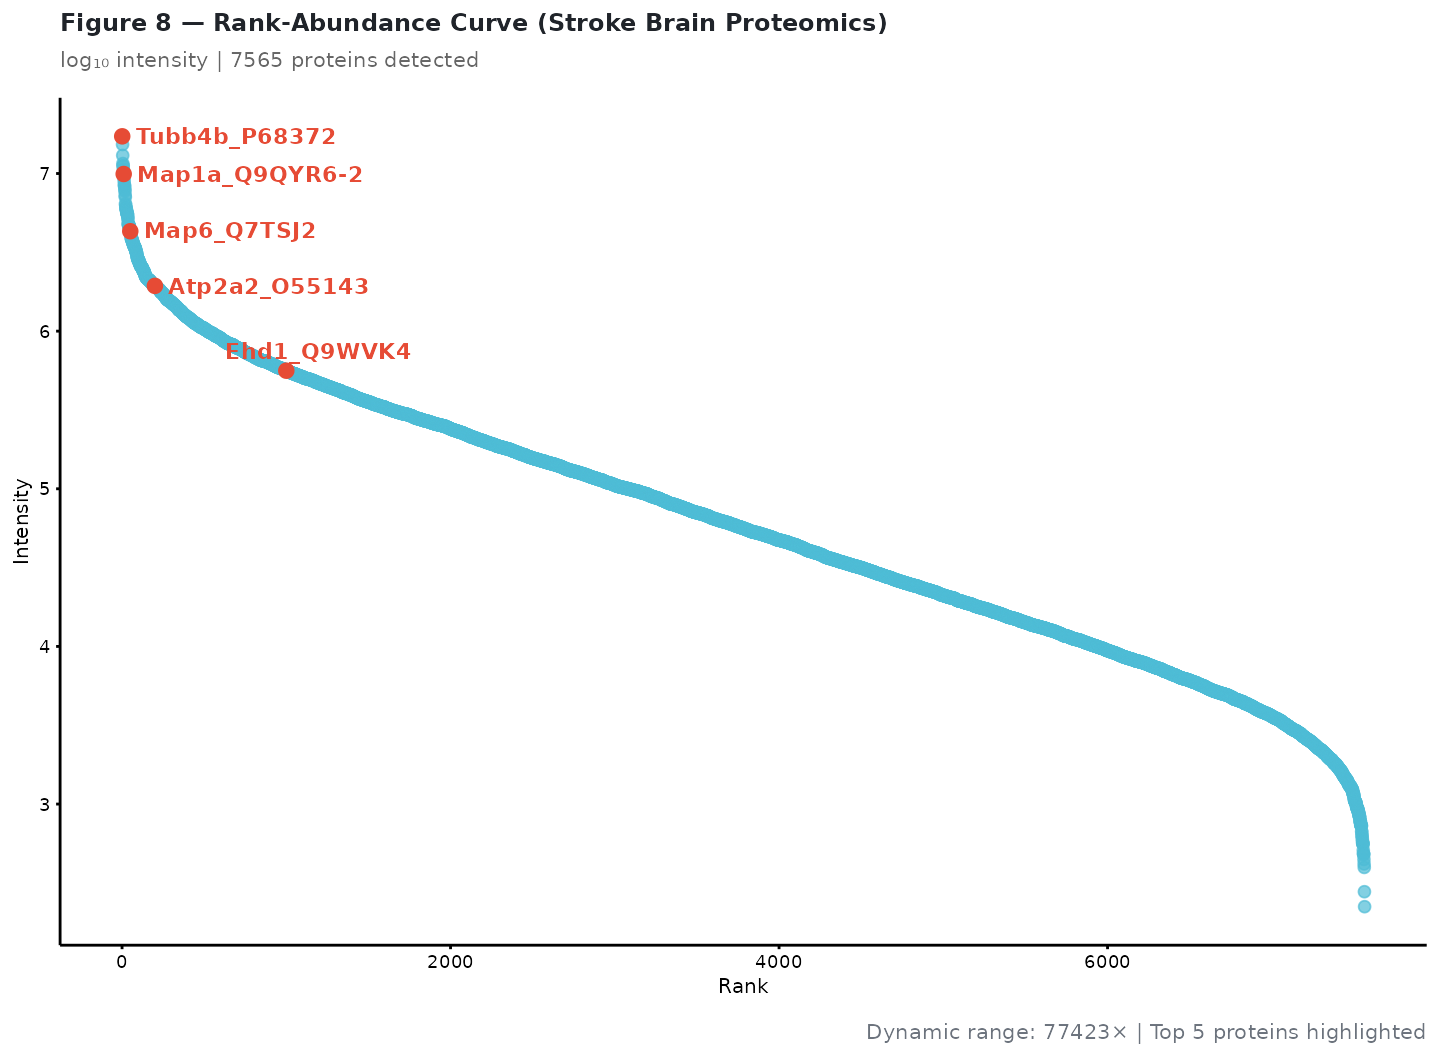 Figure 8 — Rank-Abundance Curve (Stroke Brain Proteomics)
log₁₀ intensity | 7565 proteins detected
Tubb4b_P68372
Map1a_Q9QYR6-2
Map6_Q7TSJ2
Atp2a2_O55143
Ehd1_Q9WVK4
7
6
5
4
3
Intensity
0 2000 4000 6000
Rank
Dynamic range: 77423× | Top 5 proteins highlighted